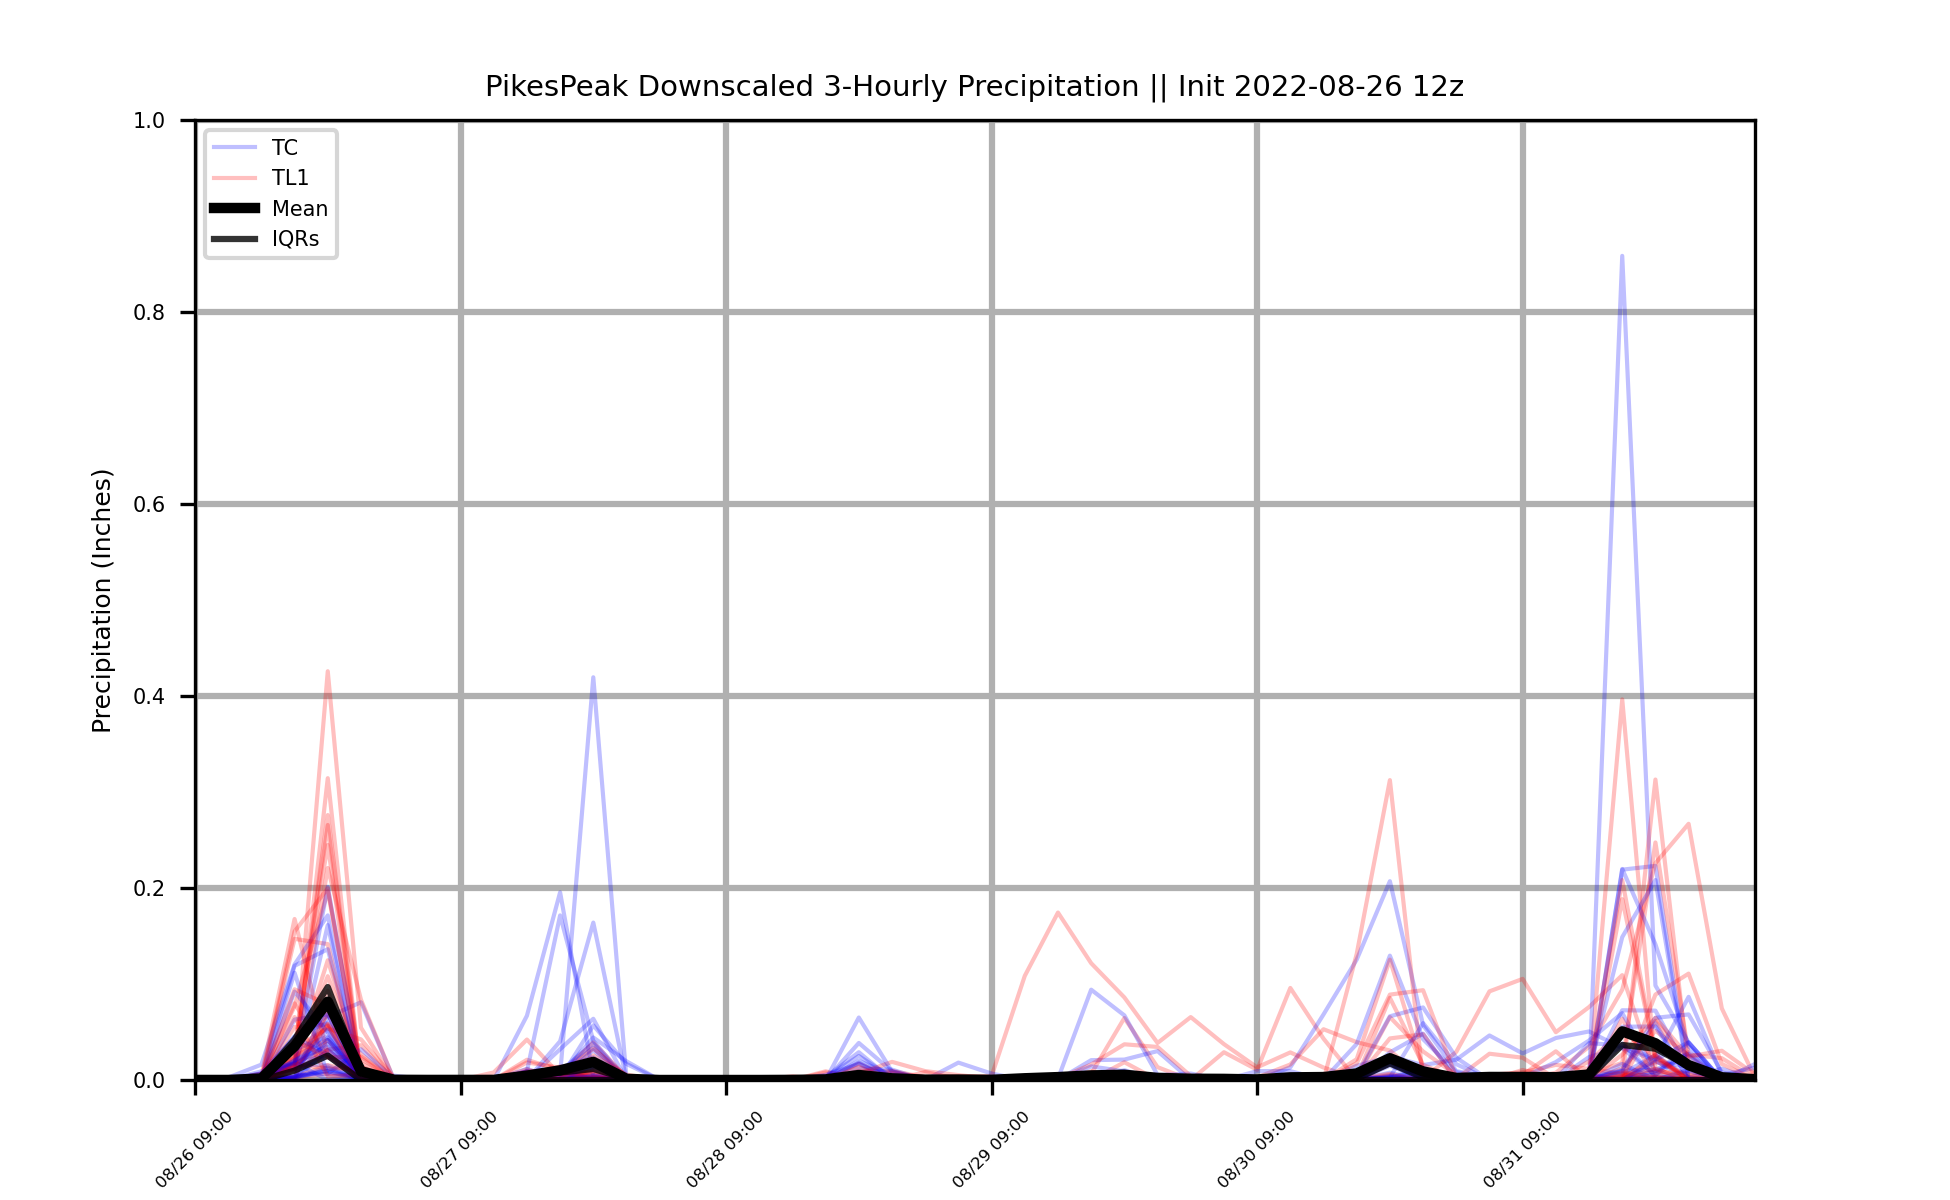 PikesPeak Downscaled 3-Hourly Precipitation || Init 2022-08-26 12z
Precipitation (Inches)
1.0
0.8
0.6
0.4
0.2
0.0
TC
TL1
Mean
IQRs
08/26 09:00
08/27 09:00
08/28 09:00
08/29 09:00
08/30 09:00
08/31 09:00